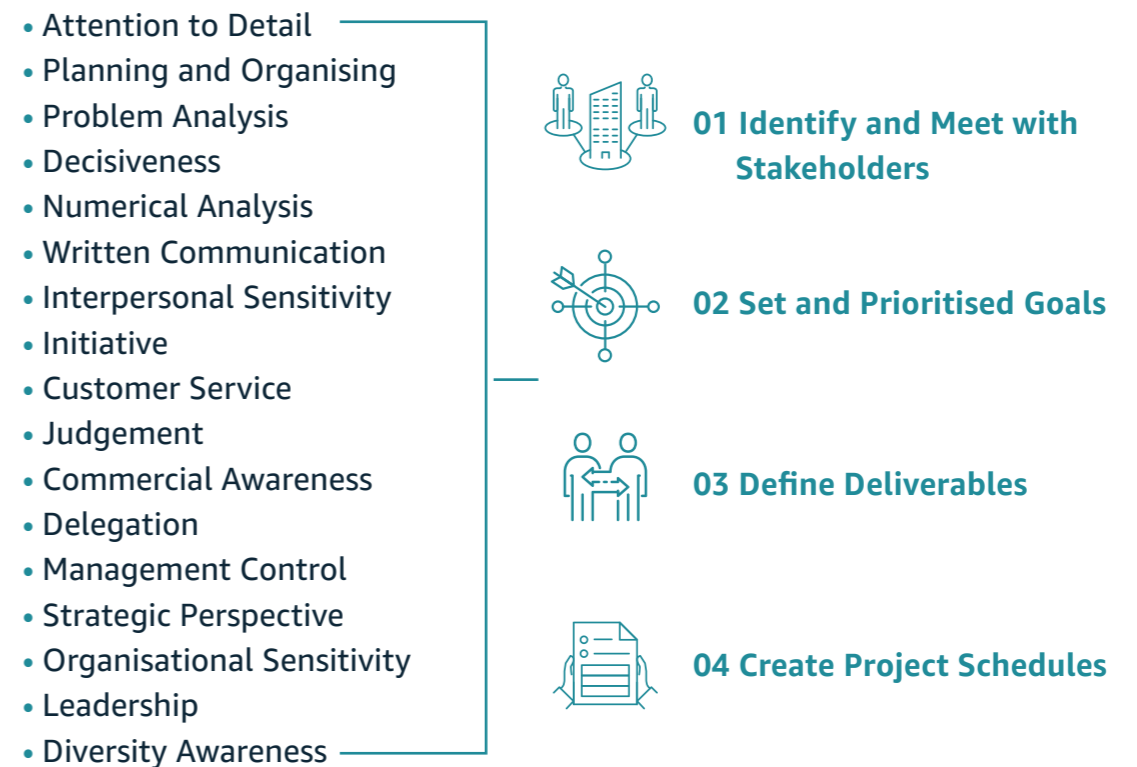 • Attention to Detail
• Planning and Organising
• Problem Analysis
• Decisiveness
• Numerical Analysis
• Written Communication
• Interpersonal Sensitivity
• Initiative
• Customer Service
• Judgement
• Commercial Awareness
• Delegation
• Management Control
• Strategic Perspective
• Organisational Sensitivity
• Leadership
• Diversity Awareness
01 Identify and Meet with
Stakeholders
02 Set and Prioritised Goals
03 Define Deliverables
04 Create Project Schedules